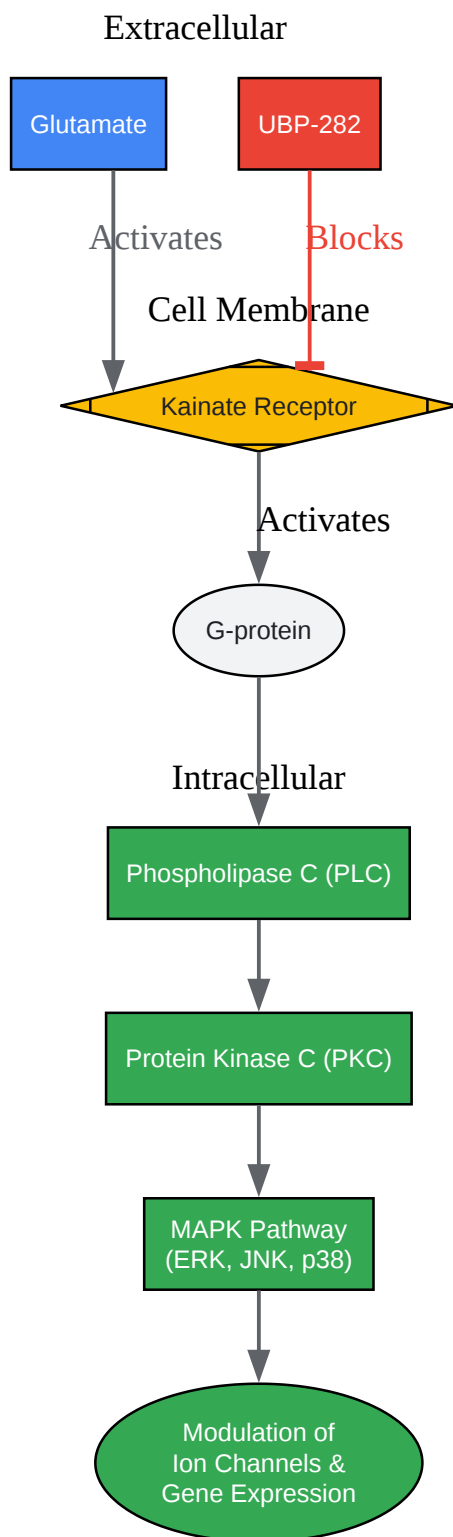 Extracellular
Glutamate
UBP-282
Activates
Blocks
Cell Membrane
Kainate Receptor
Activates
G-protein
Intracellular
Phospholipase C (PLC)
Protein Kinase C (PKC)
MAPK Pathway
(ERK, JNK, p38)
Modulation of
Ion Channels &
Gene Expression